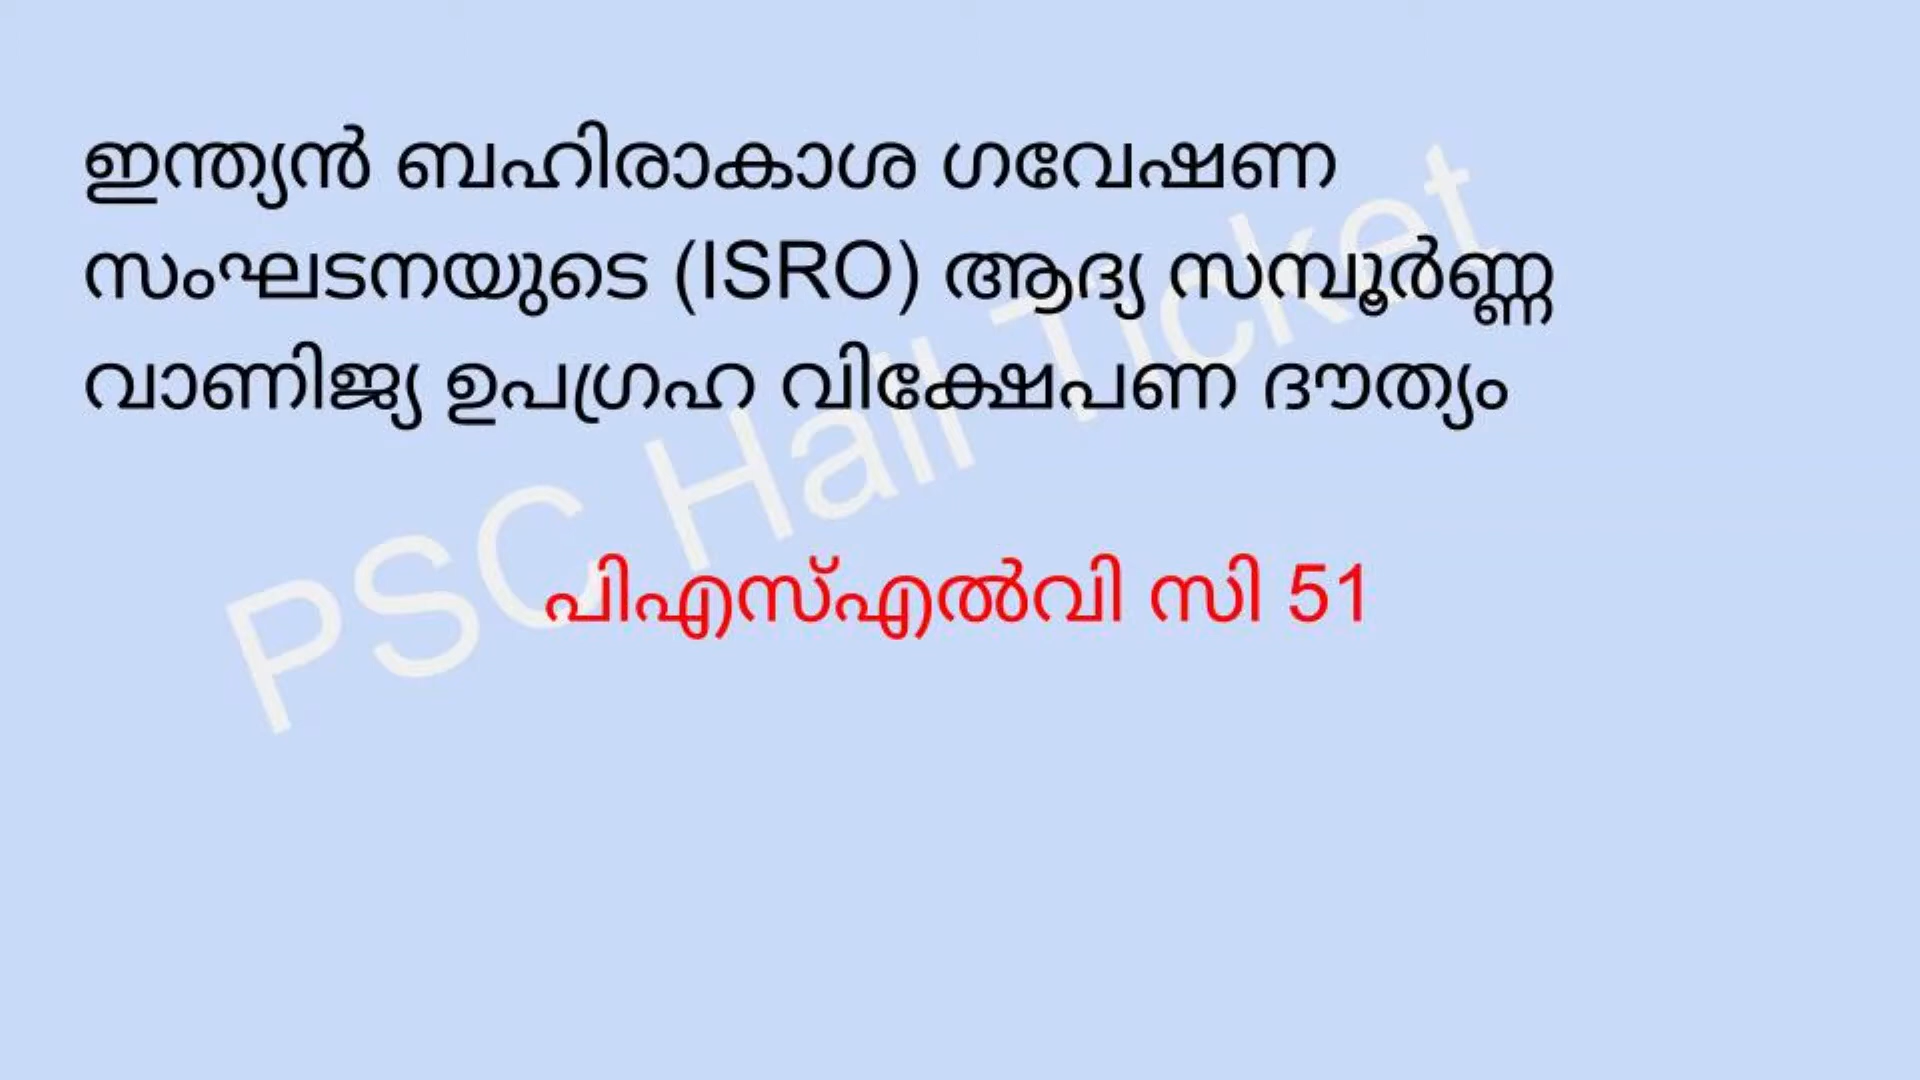 ഇന്ത്യൻ ബഹിരാകാശ ഗവേഷണ
സംഘടനയുടെ (ISRO) ആദ്യ സമ്പൂർണ്ണ
വാണിജ്യ ഉപഗ്രഹ വിക്ഷേപണ ദൗത്യം
പിഎസ്എൽവി സി 51
PSC Hall Ticket